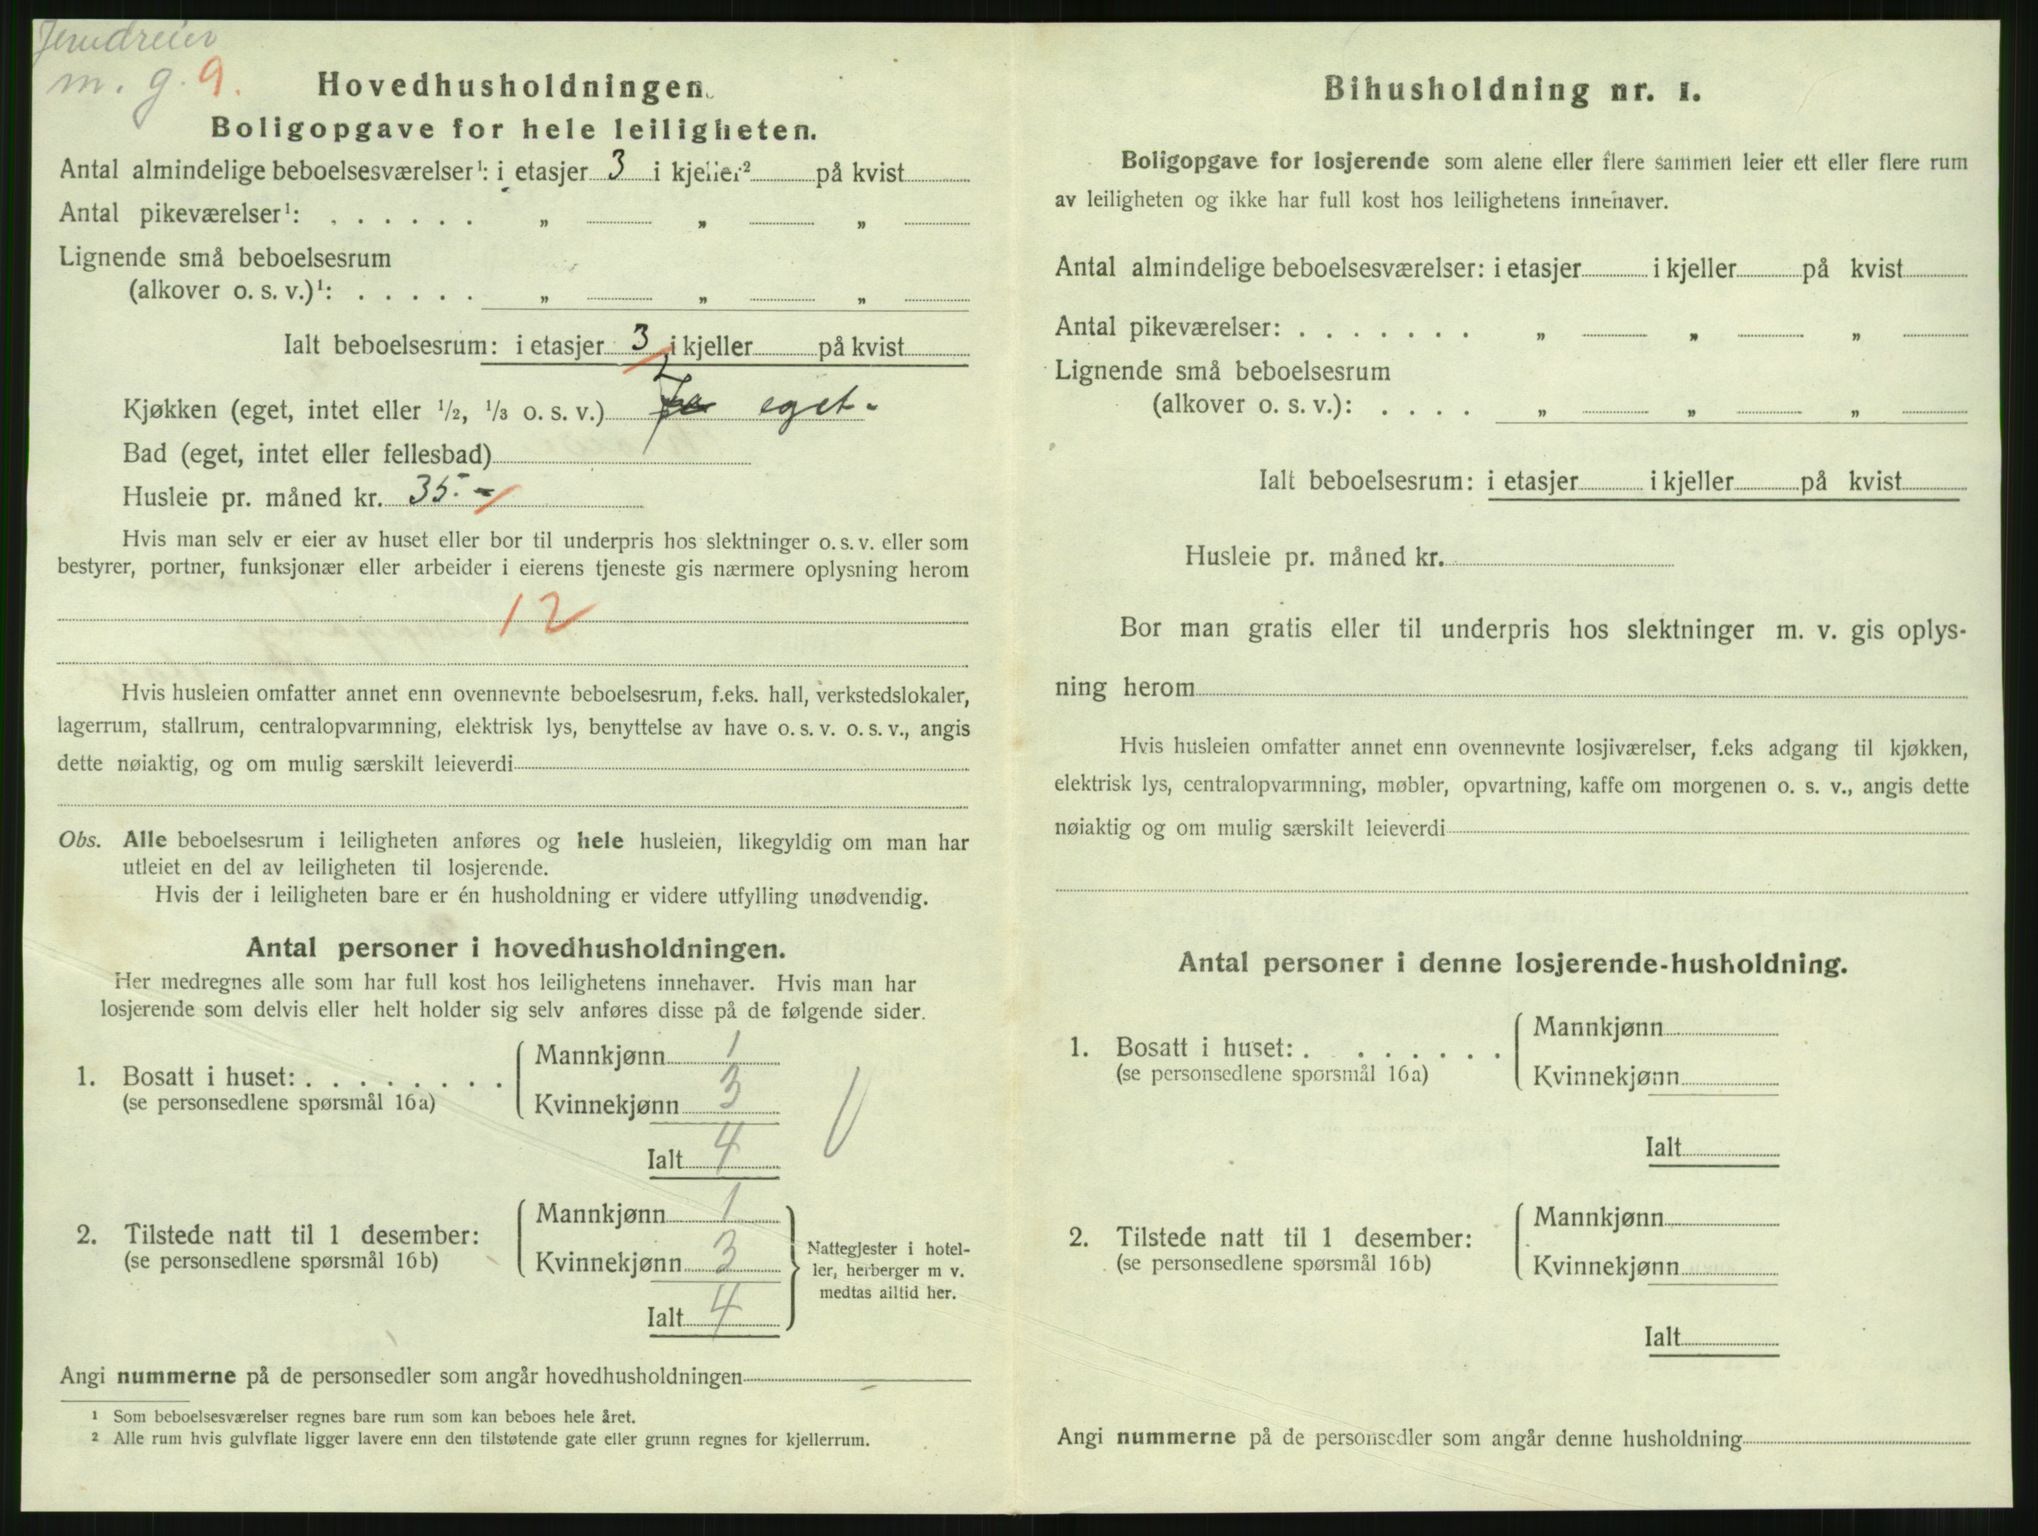 Jerndreier
m. g. 9.
Hovedhusholdningen.
Boligopgave for hele leiligheten.
Antal almindelige beboelsesværelser¹: i etasjer 3 i kjeller² på kvist
Antal pikeværelser¹: . . . . . . „ „ „
Lignende små beboelsesrum
(alkover o. s. v.)¹: . . . . . „ „ „
Ialt beboelsesrum: i etasjer 3 i kjeller på kvist
Kjøkken (eget, intet eller 1/2, 1/3 o. s. v.) eget.
Bad (eget, intet eller fellesbad)
Husleie pr. måned kr. 35.-
Hvis man selv er eier av huset eller bor til underpris hos slektninger o. s. v. eller som
bestyrer, portner, funksjonær eller arbeider i eierens tjeneste gis nærmere oplysning herom
12
Hvis husleien omfatter annet enn ovennevnte beboelsesrum, f.eks. hall, verkstedslokaler,
lagerrum, stallrum, centralopvarmning, elektrisk lys, benyttelse av have o. s. v. o. s. v., angis
dette nøiaktig, og om mulig særskilt leieverdi
Obs. Alle beboelsesrum i leiligheten anføres og hele husleien, likegyldig om man har
utleiet en del av leiligheten til losjerende.
Hvis der i leiligheten bare er én husholdning er videre utfylling unødvendig.
Antal personer i hovedhusholdningen.
Her medregnes alle som har full kost hos leilighetens innehaver. Hvis man har
losjerende som delvis eller helt holder sig selv anføres disse på de følgende sider.
1. Bosatt i huset: . . . . . . . .
(se personsedlene spørsmål 16a)
Mannkjønn 1
Kvinnekjønn 3
Ialt 4
2. Tilstede natt til 1 desember:
(se personsedlene spørsmål 16b)
Mannkjønn 1
Kvinnekjønn 3
Ialt 4
Nattegjester i hotel-
ler, herberger m v.
medtas alltid her.
Angi nummerne på de personsedler som angår hovedhusholdningen
¹ Som beboelsesværelser regnes bare rum som kan beboes hele året.
² Alle rum hvis gulvflate ligger lavere enn den tilstøtende gate eller grunn regnes for kjellerrum.
Bihusholdning nr. 1.
Boligopgave for losjerende som alene eller flere sammen leier ett eller flere rum
av leiligheten og ikke har full kost hos leilighetens innehaver.
Antal almindelige beboelsesværelser: i etasjer i kjeller på kvist
Antal pikeværelser: . . . . . . . „ „ „
Lignende små beboelsesrum
(alkover o. s. v.): . . . . „ „ „
Ialt beboelsesrum: i etasjer i kjeller på kvist
Husleie pr. måned kr.
Bor man gratis eller til underpris hos slektninger m. v. gis oplys-
ning herom
Hvis husleien omfatter annet enn ovennevnte losjiværelser, f.eks adgang til kjøkken,
elektrisk lys, centralopvarmning, møbler, opvartning, kaffe om morgenen o. s. v., angis dette
nøiaktig og om mulig særskilt leieverdi
Antal personer i denne losjerende-husholdning.
1. Bosatt i huset: . . . . . . .
(se personsedlene spørsmål 16a)
Mannkjønn
Kvinnekjønn
Ialt
2. Tilstede natt til 1 desember:
(se personsedlene spørsmål 16b)
Mannkjønn
Kvinnekjønn
Ialt
Angi nummerne på de personsedler som angår denne husholdning